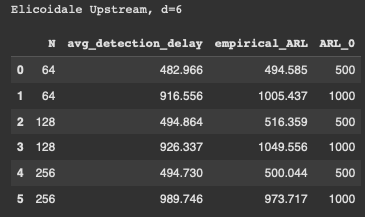 Elicoidale Upstream, d=6
N avg_detection_delay empirical_ARL ARL_0
0 64 482.966 494.585 500
1 64 916.556 1005.437 1000
2 128 494.864 516.359 500
3 128 926.337 1049.556 1000
4 256 494.730 500.044 500
5 256 989.746 973.717 1000